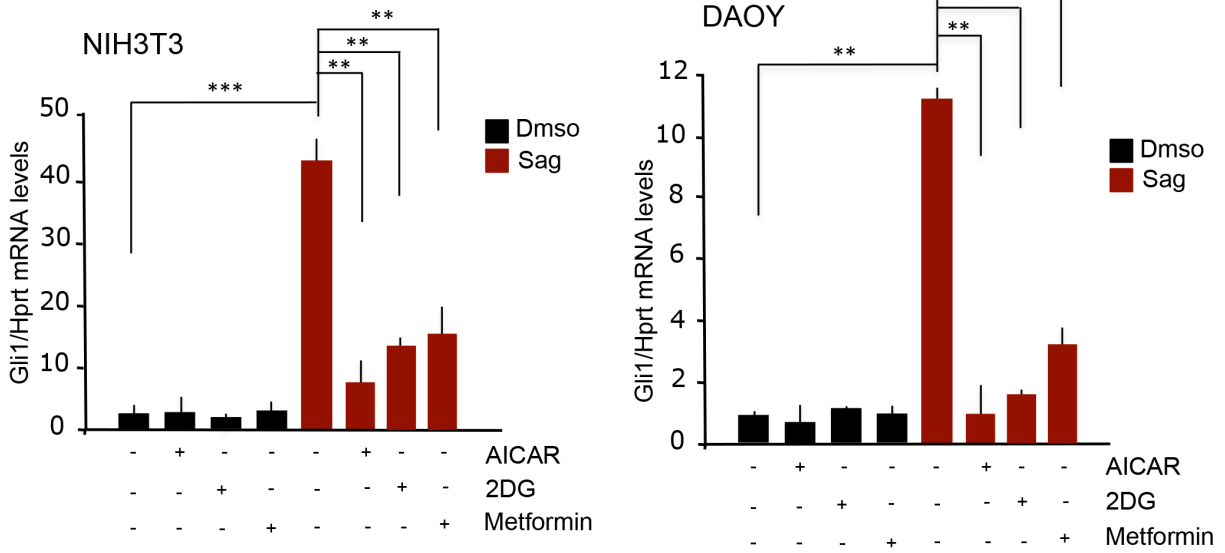 NIH3T3
**
**
**
***
Gli1/Hprt mRNA levels
50
40
30
20
10
0
Dmso
Sag
- + - - - + - - AICAR
- - + - - - + - 2DG
- - - + - - - + Metformin
DAOY
**
**
Gli1/Hprt mRNA levels
12
10
8
6
4
2
0
Dmso
Sag
- + - - - + - - AICAR
- - + - - - + - 2DG
- - - + - - - + Metformin